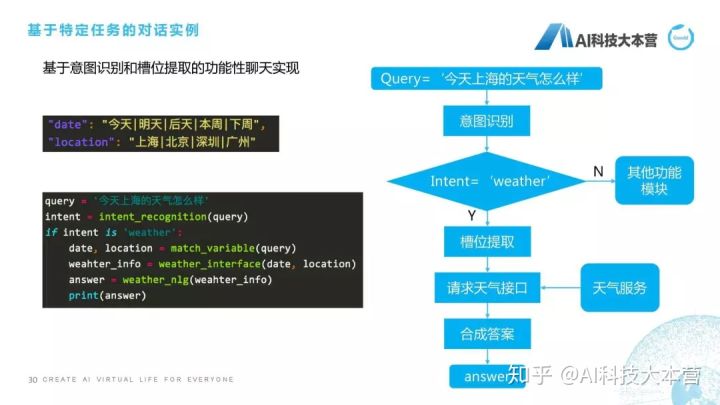 基于特定任务的对话实例
AI科技大本营
Gowild
基于意图识别和槽位提取的功能性聊天实现
"date": "今天|明天|后天|本周|下周",
"location": "上海|北京|深圳|广州"
query = '今天上海的天气怎么样'
intent = intent_recognition(query)
if intent is 'weather':
date, location = match_variable(query)
weahter_info = weather_interface(date, location)
answer = weather_nlg(weahter_info)
print(answer)
Query=‘今天上海的天气怎么样’
意图识别
Intent=‘weather’
N
其他功能
模块
Y
槽位提取
请求天气接口
天气服务
合成答案
answer
30 CREATE AI VIRTUAL LIFE FOR EVERYONE
知乎 @AI科技大本营